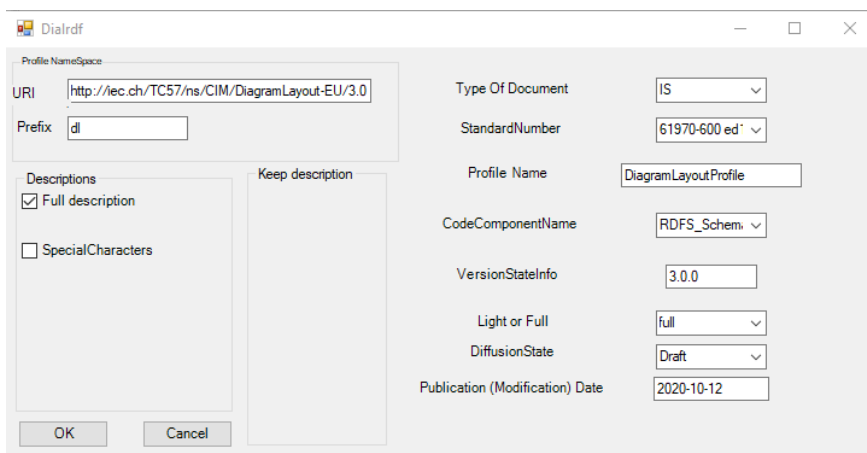 Dialrdf
Profile NameSpace
URI
http://iec.ch/TC57/ns/CIM/DiagramLayout-EU/3.0
Prefix
dl
Descriptions
Full description
SpecialCharacters
Keep description
OK
Cancel
Type Of Document
IS
StandardNumber
61970-600 ed1
Profile Name
DiagramLayoutProfile
CodeComponentName
RDFS_Schem
VersionStateInfo
3.0.0
Light or Full
full
DiffusionState
Draft
Publication (Modification) Date
2020-10-12